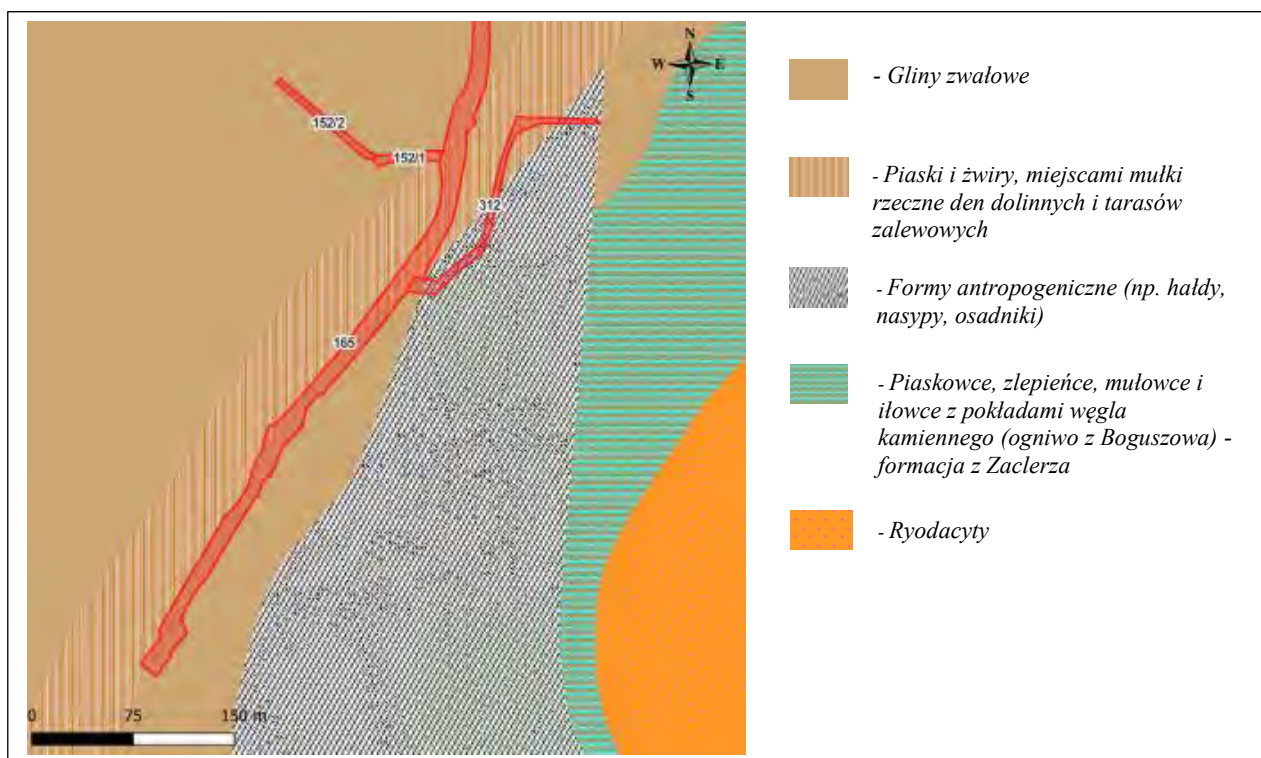 N
W E
S
152/2
152/1
312
165
0 75 150 m
- Gliny zwałowe
- Piaski i żwiry, miejscami mułki
rzeczne den dolinnych i tarasów
zalewowych
- Formy antropogeniczne (np. hałdy,
nasypy, osadniki)
- Piaskowce, zlepieńce, mułowce i
iłowce z pokładami węgla
kamiennego (ogniwo z Boguszowa) -
formacja z Zaclerza
- Ryodacyty